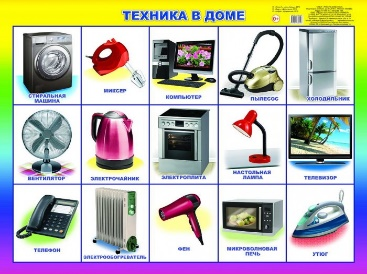 ТЕХНИКА В ДОМЕ
0+
СТИРАЛЬНАЯ
МАШИНА
МИКСЕР
КОМПЬЮТЕР
ПЫЛЕСОС
ХОЛОДИЛЬНИК
ВЕНТИЛЯТОР
ЭЛЕКТРОЧАЙНИК
ЭЛЕКТРОПЛИТА
НАСТОЛЬНАЯ
ЛАМПА
ТЕЛЕВИЗОР
ТЕЛЕФОН
ЭЛЕКТРООБОГРЕВАТЕЛЬ
ФЕН
МИКРОВОЛНОВАЯ
ПЕЧЬ
УТЮГ